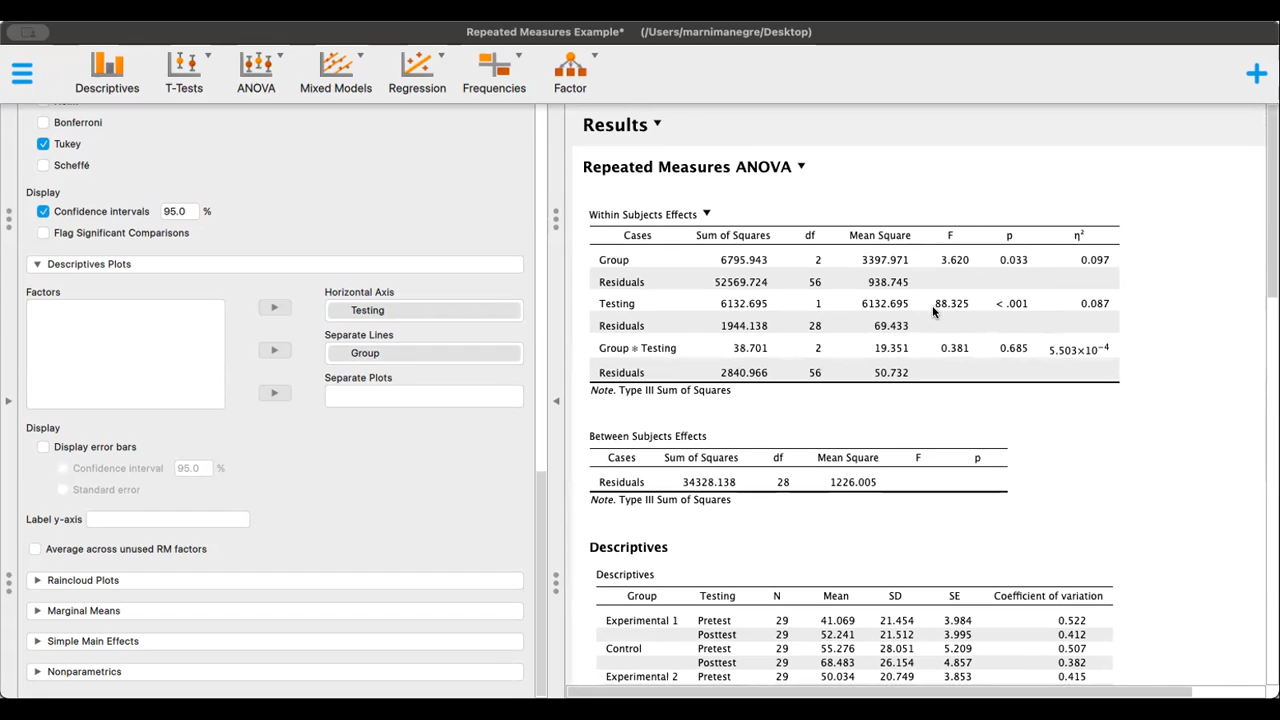 Repeated Measures Example* (/Users/marnimanegre/Desktop)
Descriptives T-Tests ANOVA Mixed Models Regression Frequencies Factor
Bonferroni
Tukey
Scheffé
Display
Confidence intervals 95.0 %
Flag Significant Comparisons
Descriptives Plots
Factors
Horizontal Axis
Testing
Separate Lines
Group
Separate Plots
Display
Display error bars
Confidence interval 95.0 %
Standard error
Label y-axis
Average across unused RM factors
Raincloud Plots
Marginal Means
Simple Main Effects
Nonparametrics
Results
Repeated Measures ANOVA
Within Subjects Effects
Cases Sum of Squares df Mean Square F p η²
Group 6795.943 2 3397.971 3.620 0.033 0.097
Residuals 52569.724 56 938.745
Testing 6132.695 1 6132.695 88.325 < .001 0.087
Residuals 1944.138 28 69.433
Group ∗ Testing 38.701 2 19.351 0.381 0.685 5.503×10⁻⁴
Residuals 2840.966 56 50.732
Note. Type III Sum of Squares
Between Subjects Effects
Cases Sum of Squares df Mean Square F p
Residuals 34328.138 28 1226.005
Note. Type III Sum of Squares
Descriptives
Descriptives
Group Testing N Mean SD SE Coefficient of variation
Experimental 1 Pretest 29 41.069 21.454 3.984 0.522
Posttest 29 52.241 21.512 3.995 0.412
Control Pretest 29 55.276 28.051 5.209 0.507
Posttest 29 68.483 26.154 4.857 0.382
Experimental 2 Pretest 29 50.034 20.749 3.853 0.415